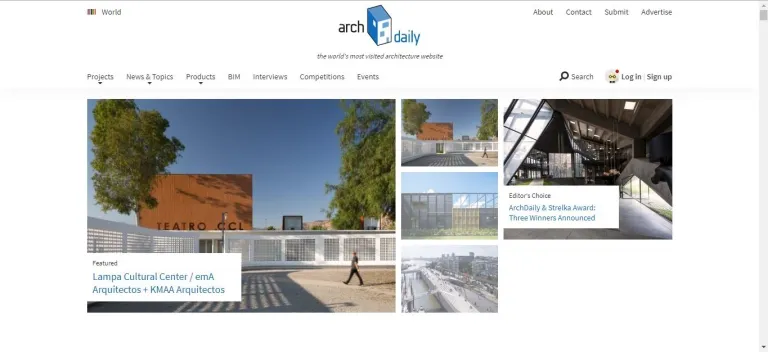 World
arch
daily
About
Contact
Submit
Advertise
the world's most visited architecture website
Projects
News & Topics
Products
BIM
Interviews
Competitions
Events
Search
Log in | Sign up
TEATRO CCL
Featured
Lampa Cultural Center / emA
Arquitectos + KMAA Arquitectos
Editor's Choice
ArchDaily & Strelka Award:
Three Winners Announced